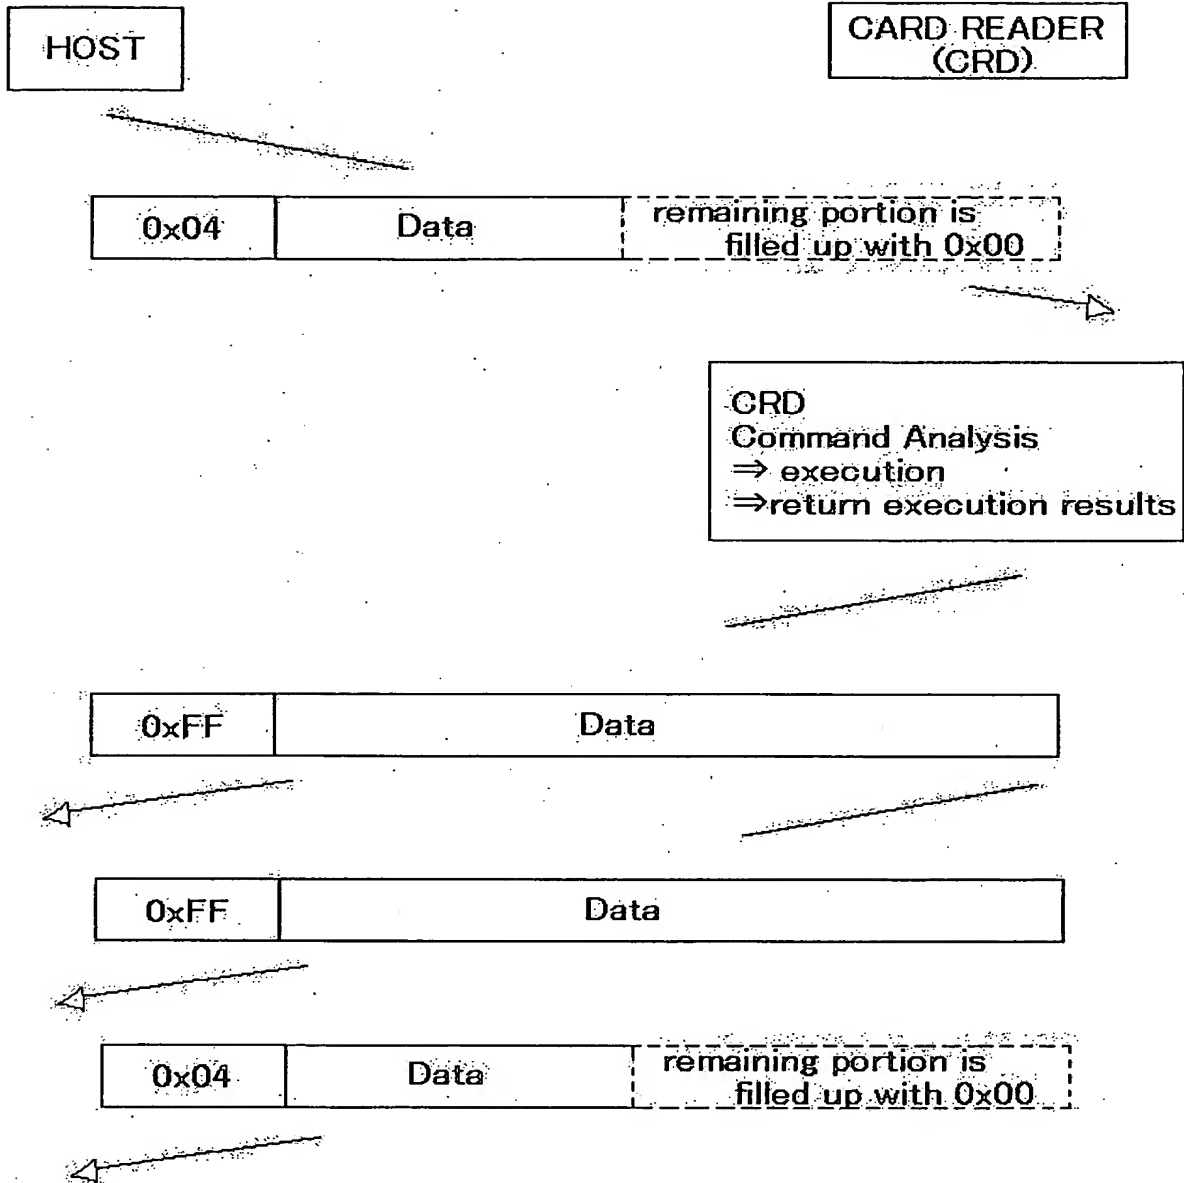 HOST
CARD READER
(CRD)
0x04
Data
remaining portion is
filled up with 0x00
CRD
Command Analysis
⇒ execution
⇒return execution results
0xFF
Data
0xFF
Data
0x04
Data
remaining portion is
filled up with 0x00